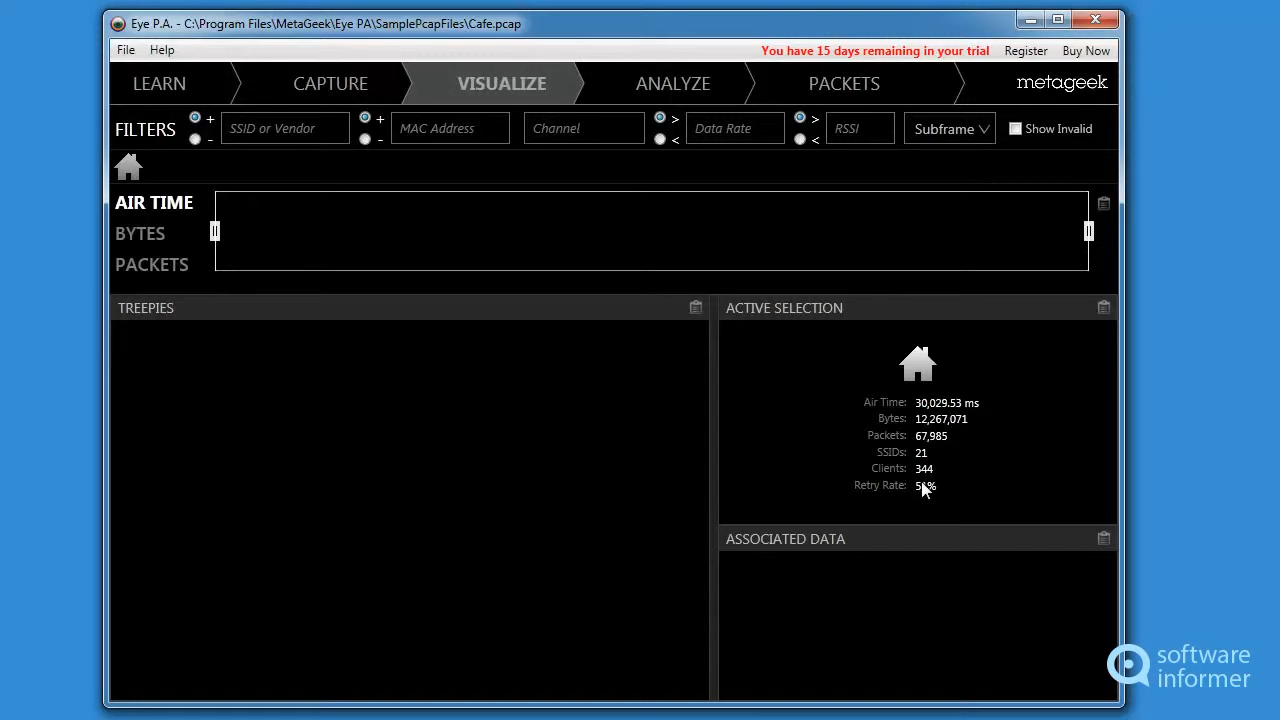 Eye P.A. - C:\Program Files\MetaGeek\Eye PA\SamplePcapFiles\Cafe.pcap
File Help You have 15 days remaining in your trial Register Buy Now
LEARN CAPTURE VISUALIZE ANALYZE PACKETS metageek
FILTERS + - SSID or Vendor + - MAC Address Channel > < Data Rate > < RSSI Subframe Show Invalid
AIR TIME
BYTES
PACKETS
TREEPIES
ACTIVE SELECTION
Air Time: 30,029.53 ms
Bytes: 12,267,071
Packets: 67,985
SSIDs: 21
Clients: 344
Retry Rate:
ASSOCIATED DATA
software
informer